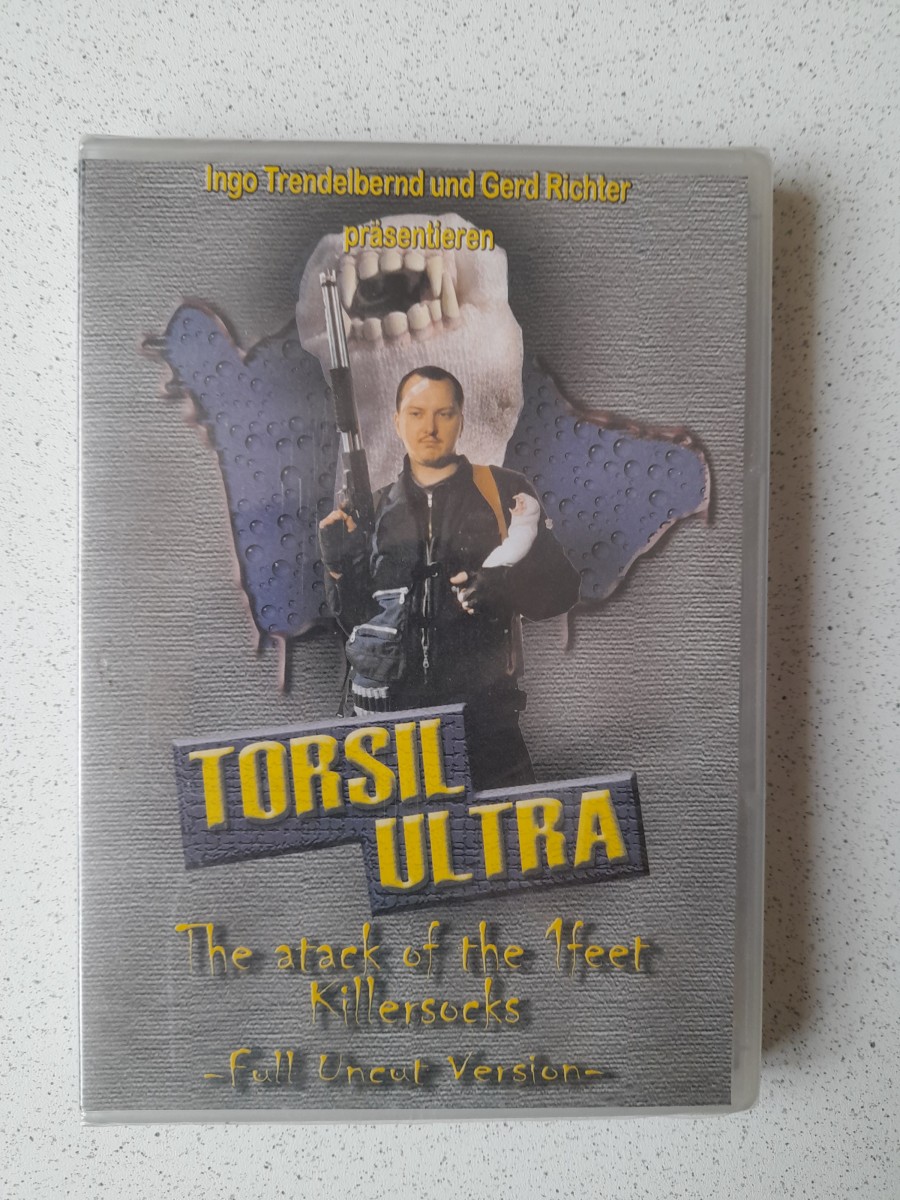 Ingo Trendelbernd und Gerd Richter
präsentieren
TORSIL
ULTRA
The atack of the 1feet
Killersocks
-Full Uncut Version-